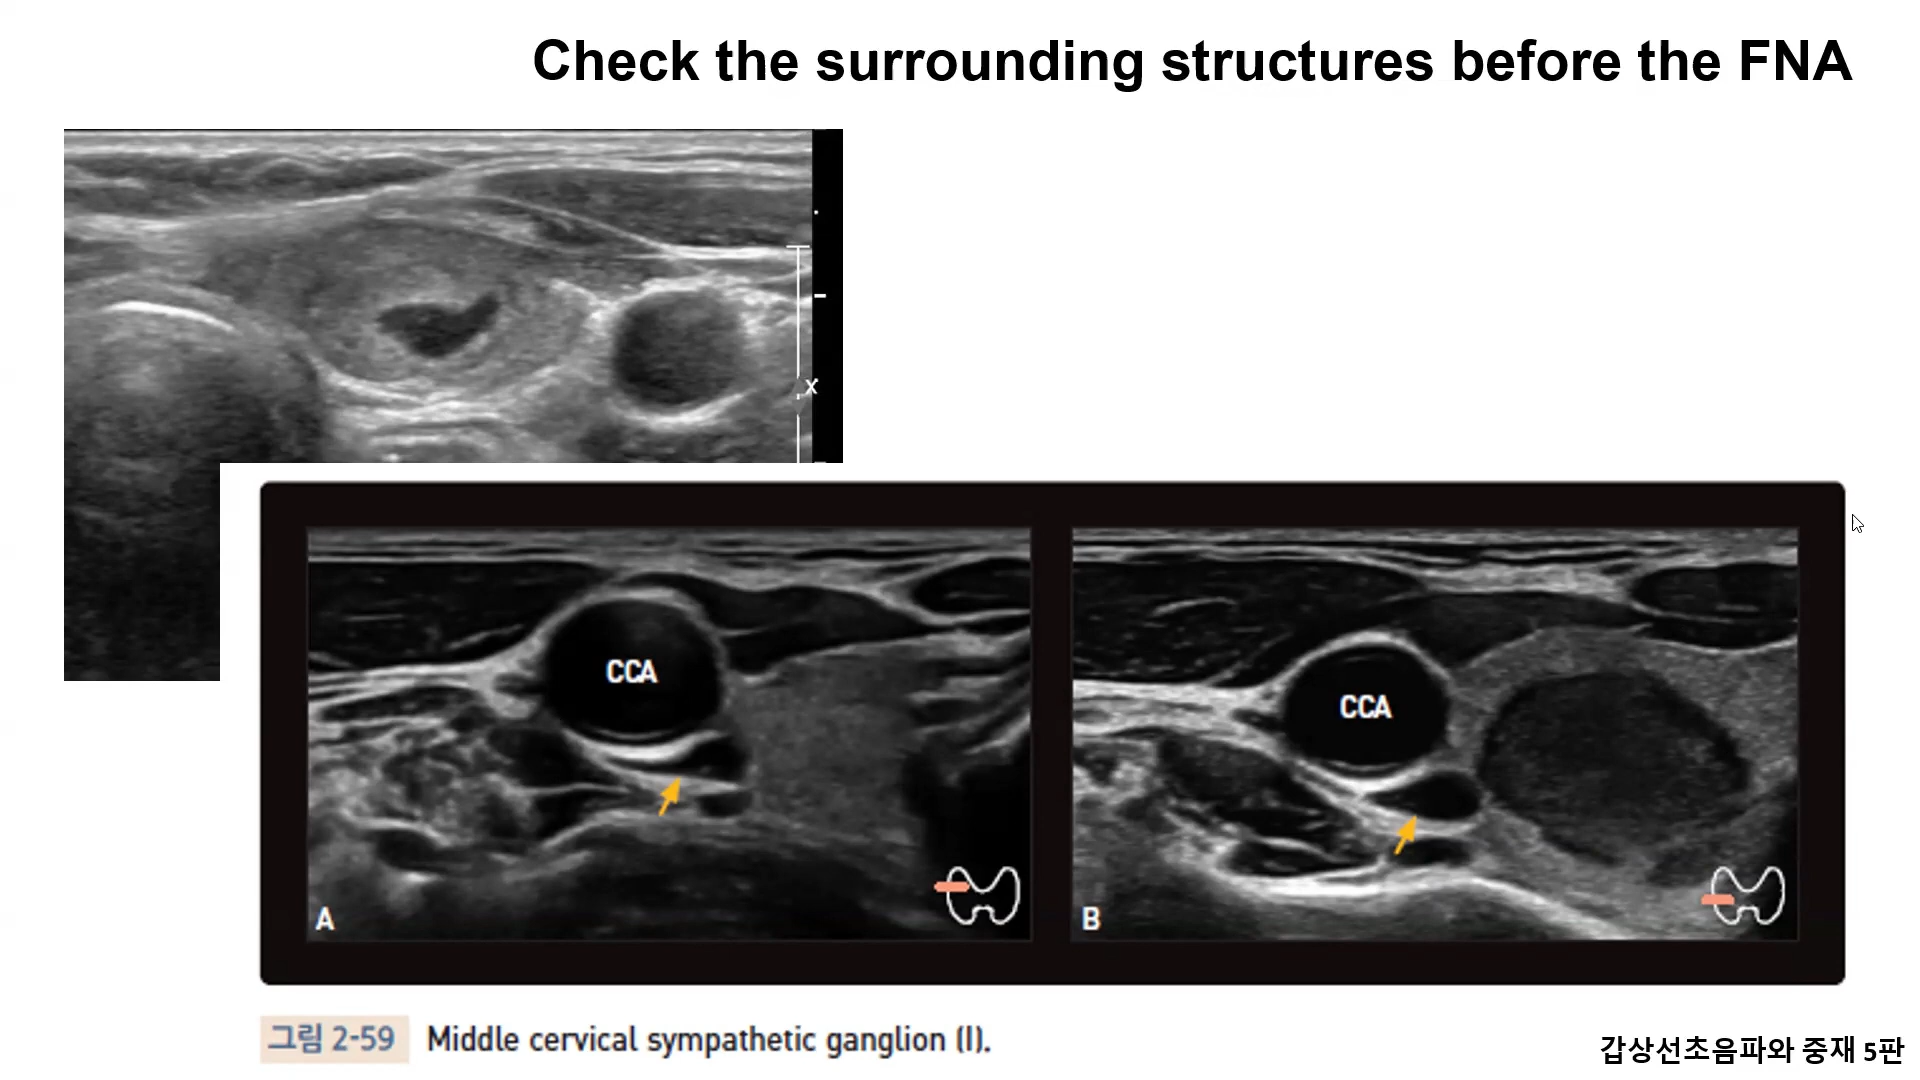 Check the surrounding structures before the FNA
x
CCA
CCA
A
B
그림 2-59 Middle cervical sympathetic ganglion (I).
갑상선초음파와 중재 5판